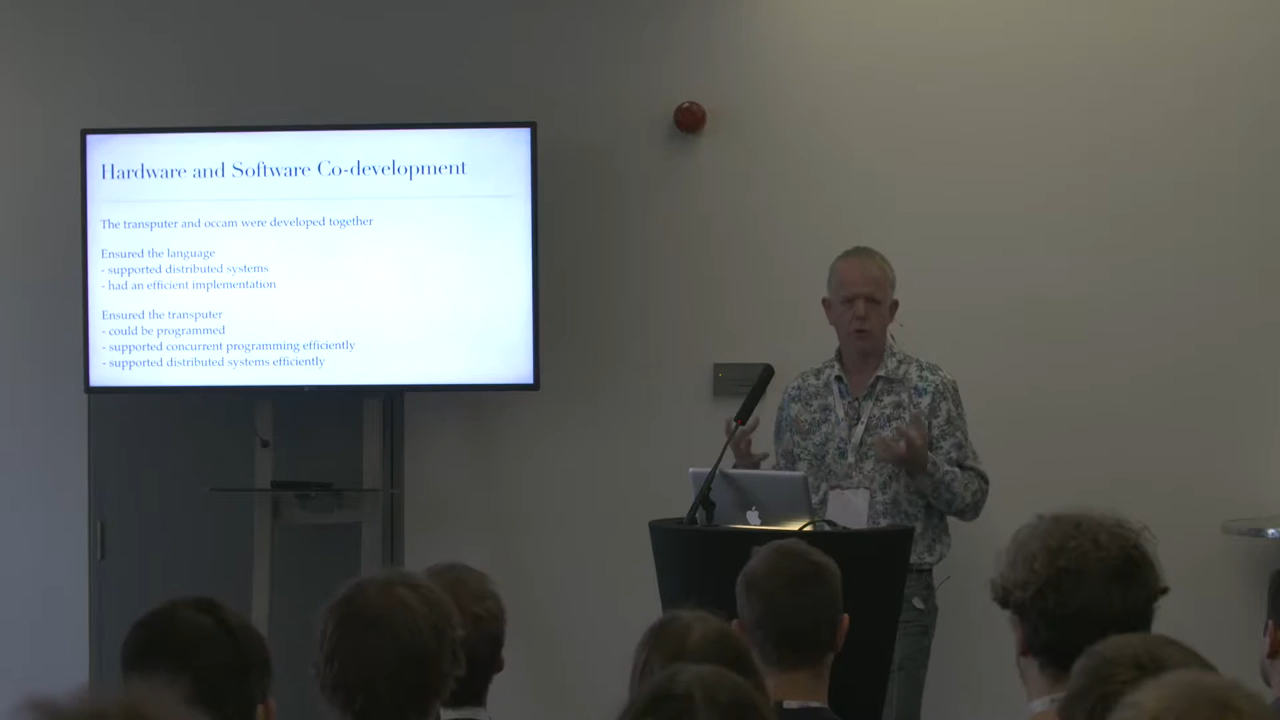 Hardware and Software Co-development
The transputer and occam were developed together
Ensured the language
- supported distributed systems
- had an efficient implementation
Ensured the transputer
- could be programmed
- supported concurrent programming efficiently
- supported distributed systems efficiently